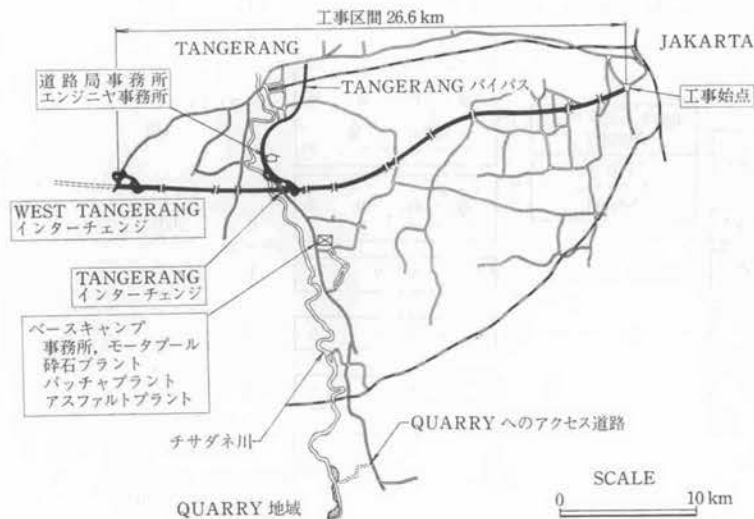 工事区間 26.6 km
TANGERANG
JAKARTA
道路局事務所
エンジニヤ事務所
TANGERANG バイパス
工事始点
WEST TANGERANG
インターチェンジ
TANGERANG
インターチェンジ
ベースキャンプ
事務所，モータプール
砕石プラント
バッチャプラント
アスファルトプラント
チサダネ川
QUARRY へのアクセス道路
QUARRY 地域
SCALE
0 10 km